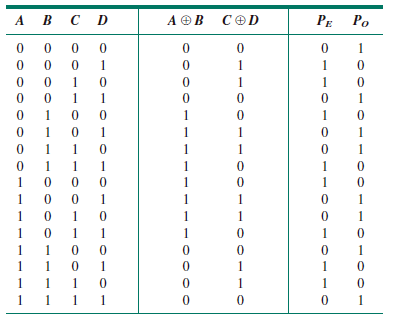 A B C D A ⊕ B C ⊕ D P_E P_O
0 0 0 0 0 0 0 1
0 0 0 1 0 1 1 0
0 0 1 0 0 1 1 0
0 0 1 1 0 0 0 1
0 1 0 0 1 0 1 0
0 1 0 1 1 1 0 1
0 1 1 0 1 1 0 1
0 1 1 1 1 0 1 0
1 0 0 0 1 0 1 0
1 0 0 1 1 1 0 1
1 0 1 0 1 1 0 1
1 0 1 1 1 0 1 0
1 1 0 0 0 0 0 1
1 1 0 1 0 1 1 0
1 1 1 0 0 1 1 0
1 1 1 1 0 0 0 1